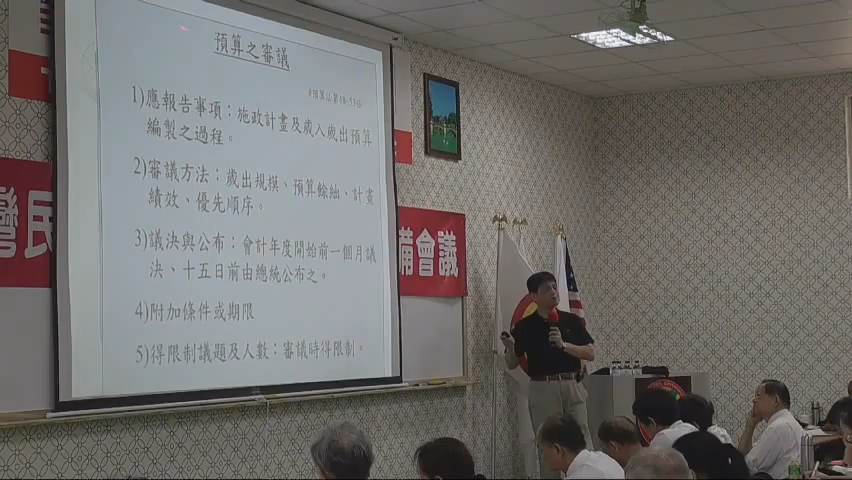 預算之審議
1)應報告事項：施政計畫及歲入歲出預算
編製之過程。
2)審議方法：歲出規模、預算餘絀、計畫
績效、優先順序。
3)議決與公布：會計年度開始前一個月議
決、十五日前由總統公布之。
4)附加條件或期限
5)得限制議題及人數：審議時得限制。
灣民
備會議